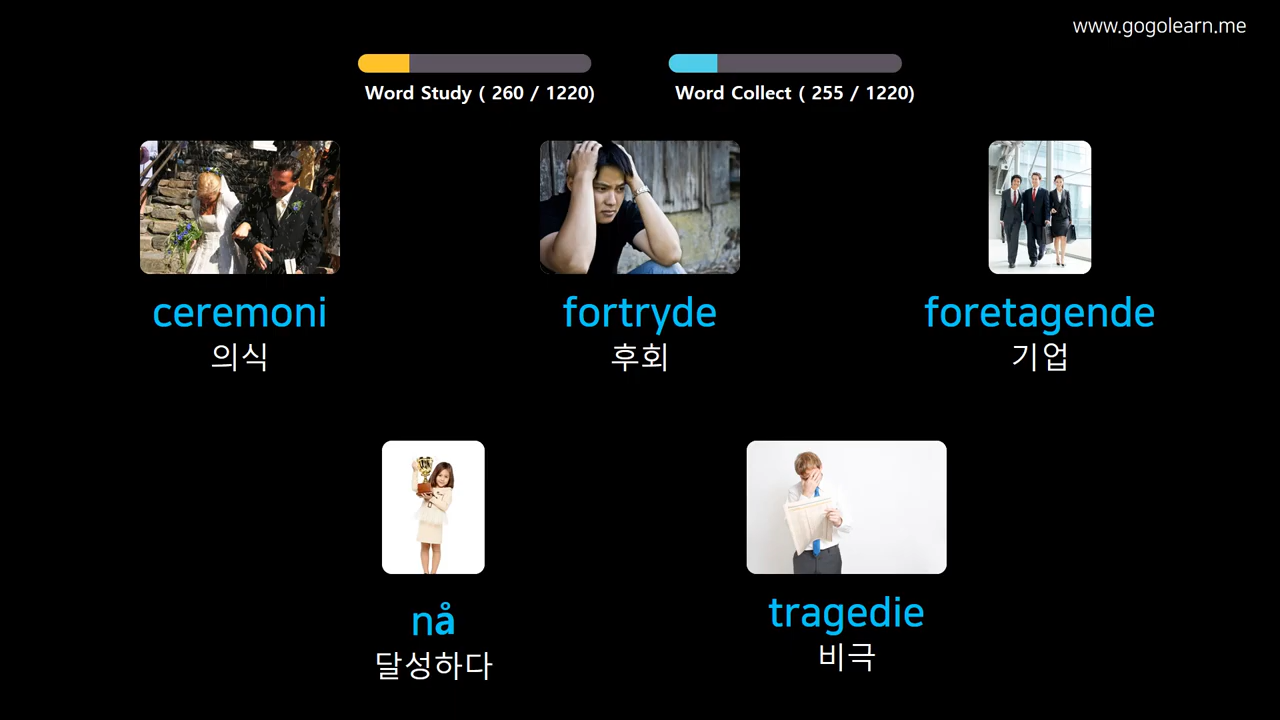 www.gogolearn.me
Word Study ( 260 / 1220)
Word Collect ( 255 / 1220)
ceremoni
의식
fortryde
후회
foretagende
기업
nå
달성하다
tragedie
비극